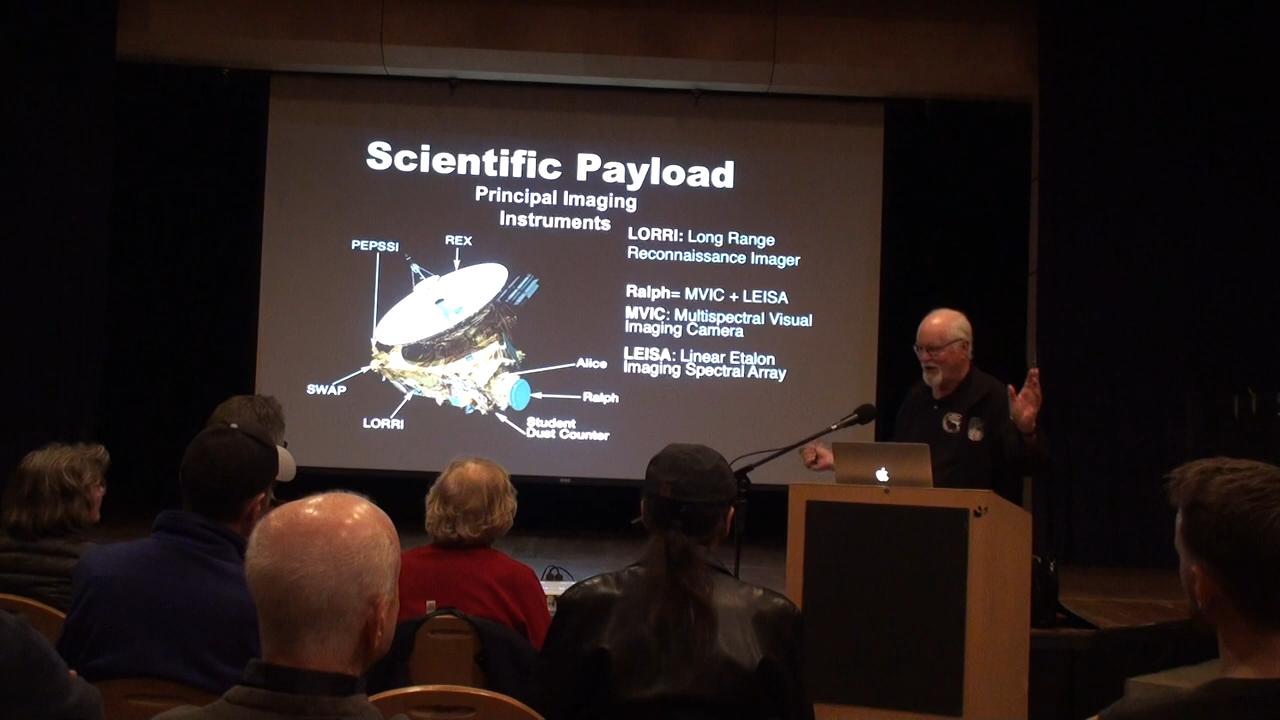 Scientific Payload
Principal Imaging
Instruments
PEPSSI
REX
SWAP
LORRI
Alice
Ralph
Student
Dust Counter
LORRI: Long Range
Reconnaissance Imager
Ralph= MVIC + LEISA
MVIC: Multispectral Visual
Imaging Camera
LEISA: Linear Etalon
Imaging Spectral Array